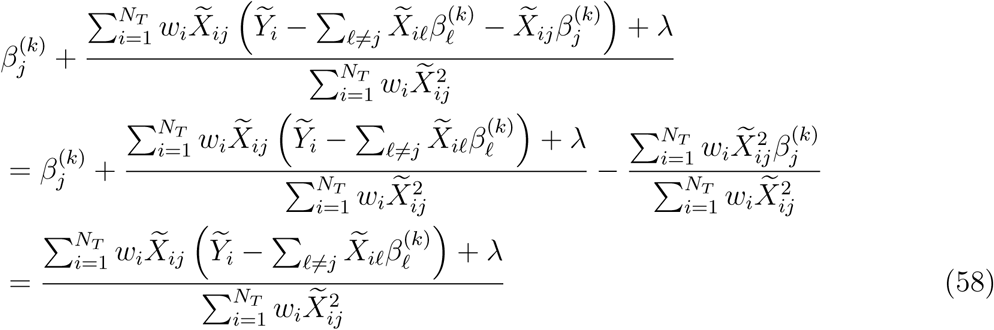 \beta_j^{(k)} + \frac{\sum_{i=1}^{N_T} w_i \widetilde{X}_{ij} \left( \widetilde{Y}_i - \sum_{\ell \neq j} \widetilde{X}_{i\ell} \beta_\ell^{(k)} - \widetilde{X}_{ij} \beta_j^{(k)} \right) + \lambda}{\sum_{i=1}^{N_T} w_i \widetilde{X}_{ij}^2}
= \beta_j^{(k)} + \frac{\sum_{i=1}^{N_T} w_i \widetilde{X}_{ij} \left( \widetilde{Y}_i - \sum_{\ell \neq j} \widetilde{X}_{i\ell} \beta_\ell^{(k)} \right) + \lambda}{\sum_{i=1}^{N_T} w_i \widetilde{X}_{ij}^2} - \frac{\sum_{i=1}^{N_T} w_i \widetilde{X}_{ij}^2 \beta_j^{(k)}}{\sum_{i=1}^{N_T} w_i \widetilde{X}_{ij}^2}
= \frac{\sum_{i=1}^{N_T} w_i \widetilde{X}_{ij} \left( \widetilde{Y}_i - \sum_{\ell \neq j} \widetilde{X}_{i\ell} \beta_\ell^{(k)} \right) + \lambda}{\sum_{i=1}^{N_T} w_i \widetilde{X}_{ij}^2} (58)